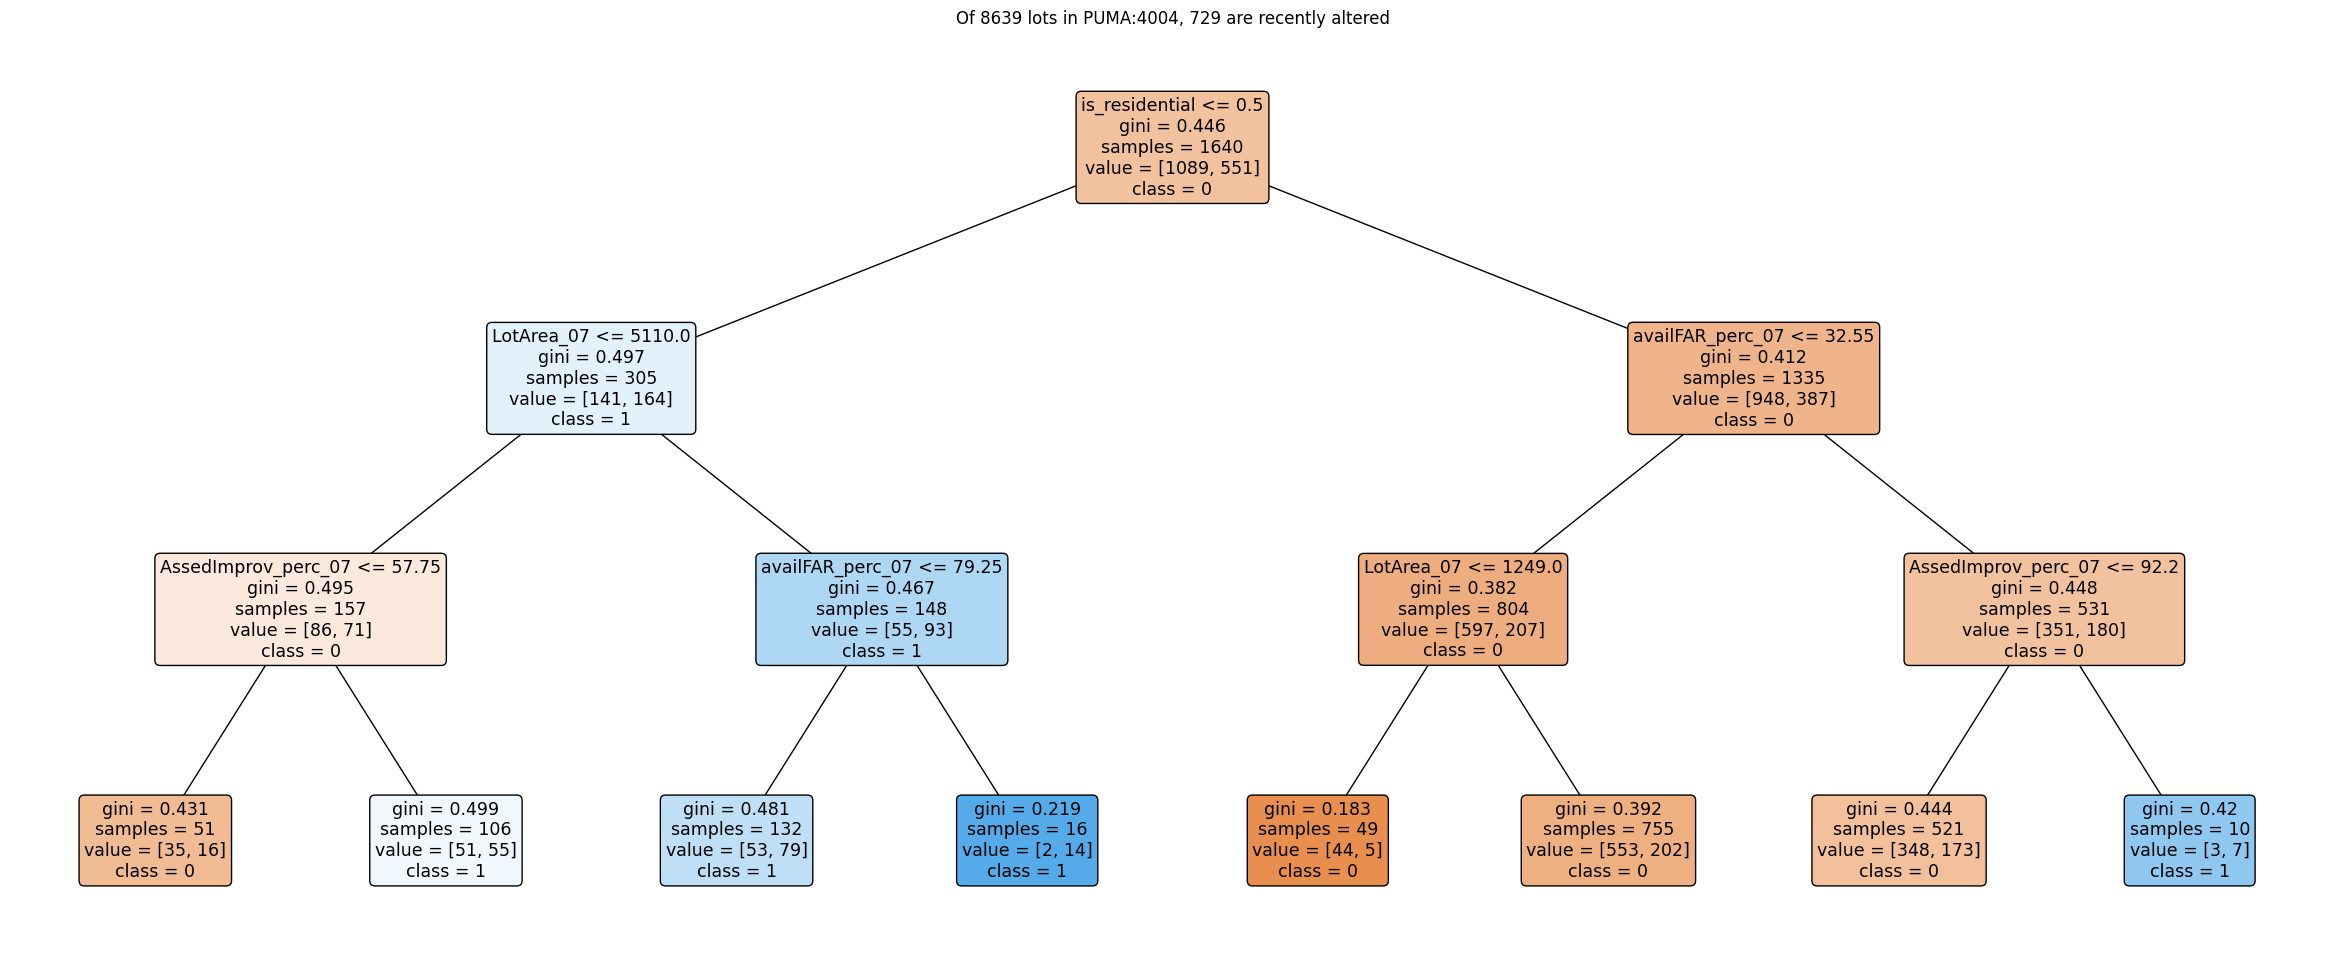 Of 8639 lots in PUMA:4004, 729 are recently altered
is_residential <= 0.5
gini = 0.446
samples = 1640
value = [1089, 551]
class = 0
LotArea_07 <= 5110.0
gini = 0.497
samples = 305
value = [141, 164]
class = 1
availFAR_perc_07 <= 32.55
gini = 0.412
samples = 1335
value = [948, 387]
class = 0
AssedImprov_perc_07 <= 57.75
gini = 0.495
samples = 157
value = [86, 71]
class = 0
availFAR_perc_07 <= 79.25
gini = 0.467
samples = 148
value = [55, 93]
class = 1
LotArea_07 <= 1249.0
gini = 0.382
samples = 804
value = [597, 207]
class = 0
AssedImprov_perc_07 <= 92.2
gini = 0.448
samples = 531
value = [351, 180]
class = 0
gini = 0.431
samples = 51
value = [35, 16]
class = 0
gini = 0.499
samples = 106
value = [51, 55]
class = 1
gini = 0.481
samples = 132
value = [53, 79]
class = 1
gini = 0.219
samples = 16
value = [2, 14]
class = 1
gini = 0.183
samples = 49
value = [44, 5]
class = 0
gini = 0.392
samples = 755
value = [553, 202]
class = 0
gini = 0.444
samples = 521
value = [348, 173]
class = 0
gini = 0.42
samples = 10
value = [3, 7]
class = 1